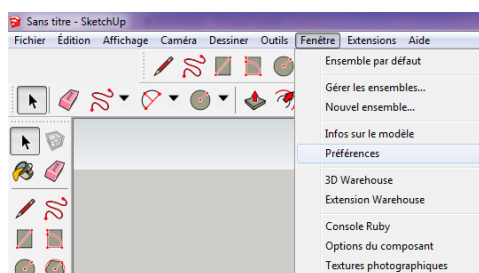 Sans titre - SketchUp
Fichier Édition Affichage Caméra Dessiner Outils Fenêtre Extensions Aide
Ensemble par défaut
Gérer les ensembles...
Nouvel ensemble...
Infos sur le modèle
Préférences
3D Warehouse
Extension Warehouse
Console Ruby
Options du composant
Textures photographiques